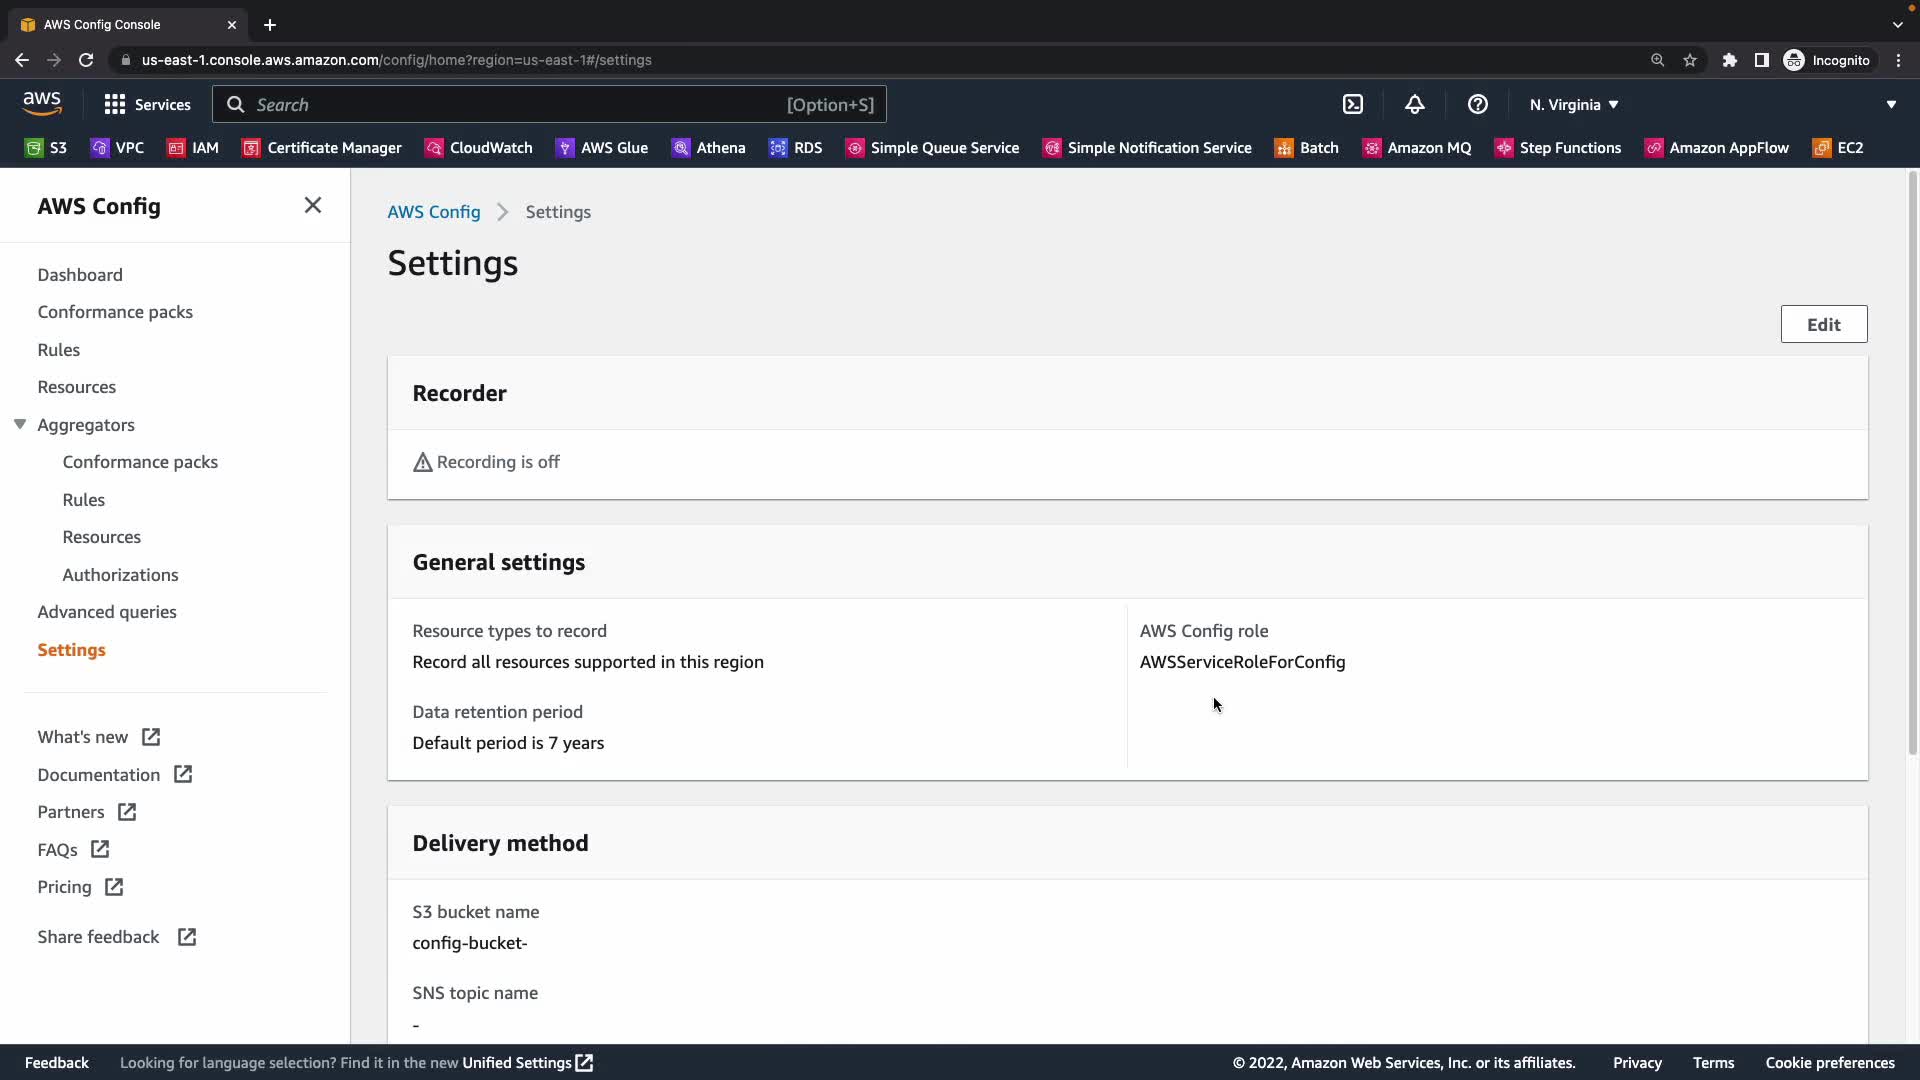 AWS Config Console
us-east-1.console.aws.amazon.com/config/home?region=us-east-1#/settings
Incognito
aws
Services
Search
[Option+S]
N. Virginia
S3
VPC
IAM
Certificate Manager
CloudWatch
AWS Glue
Athena
RDS
Simple Queue Service
Simple Notification Service
Batch
Amazon MQ
Step Functions
Amazon AppFlow
EC2
AWS Config
Dashboard
Conformance packs
Rules
Resources
Aggregators
Conformance packs
Rules
Resources
Authorizations
Advanced queries
Settings
What's new
Documentation
Partners
FAQs
Pricing
Share feedback
AWS Config
Settings
Settings
Edit
Recorder
Recording is off
General settings
Resource types to record
Record all resources supported in this region
Data retention period
Default period is 7 years
AWS Config role
AWSServiceRoleForConfig
Delivery method
S3 bucket name
config-bucket-
SNS topic name
-
Feedback
Looking for language selection? Find it in the new Unified Settings
© 2022, Amazon Web Services, Inc. or its affiliates.
Privacy
Terms
Cookie preferences